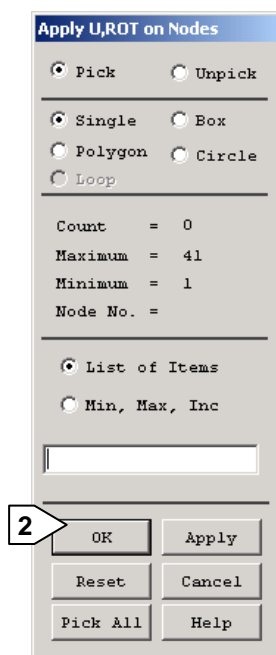 Apply U,ROT on Nodes
Pick Unpick
Single Box
Polygon Circle
Loop
Count = 0
Maximum = 41
Minimum = 1
Node No. =
List of Items
Min, Max, Inc
2
OK Apply
Reset Cancel
Pick All Help